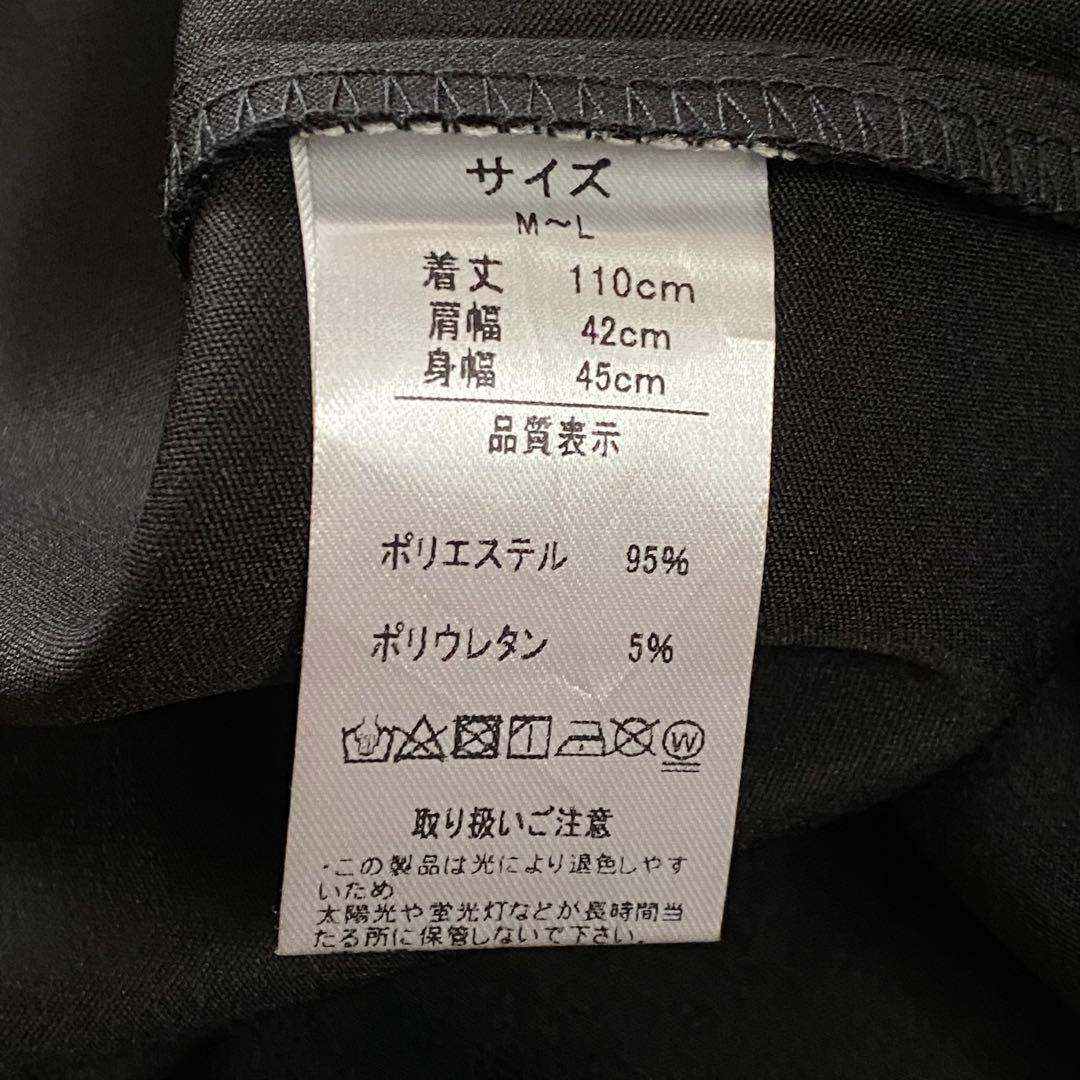 サイズ
M～L
着丈 110cm
肩幅 42cm
身幅 45cm
品質表示
ポリエステル 95%
ポリウレタン 5%
W
取り扱いご注意
・この製品は光により退色しやす
いため
太陽光や蛍光灯などが長時間当
たる所に保管しないで下さい。